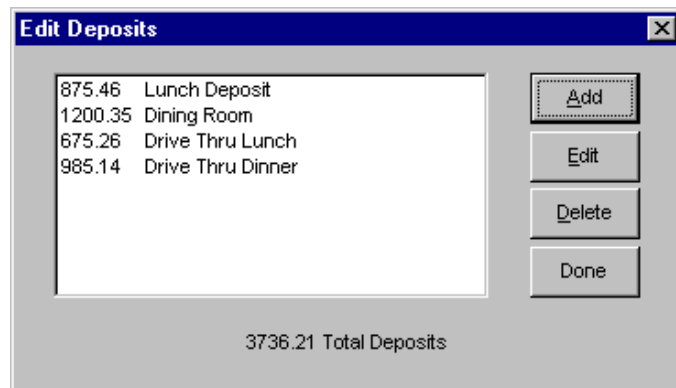 Edit Deposits
875.46 Lunch Deposit
1200.35 Dining Room
675.26 Drive Thru Lunch
985.14 Drive Thru Dinner
Add
Edit
Delete
Done
3736.21 Total Deposits